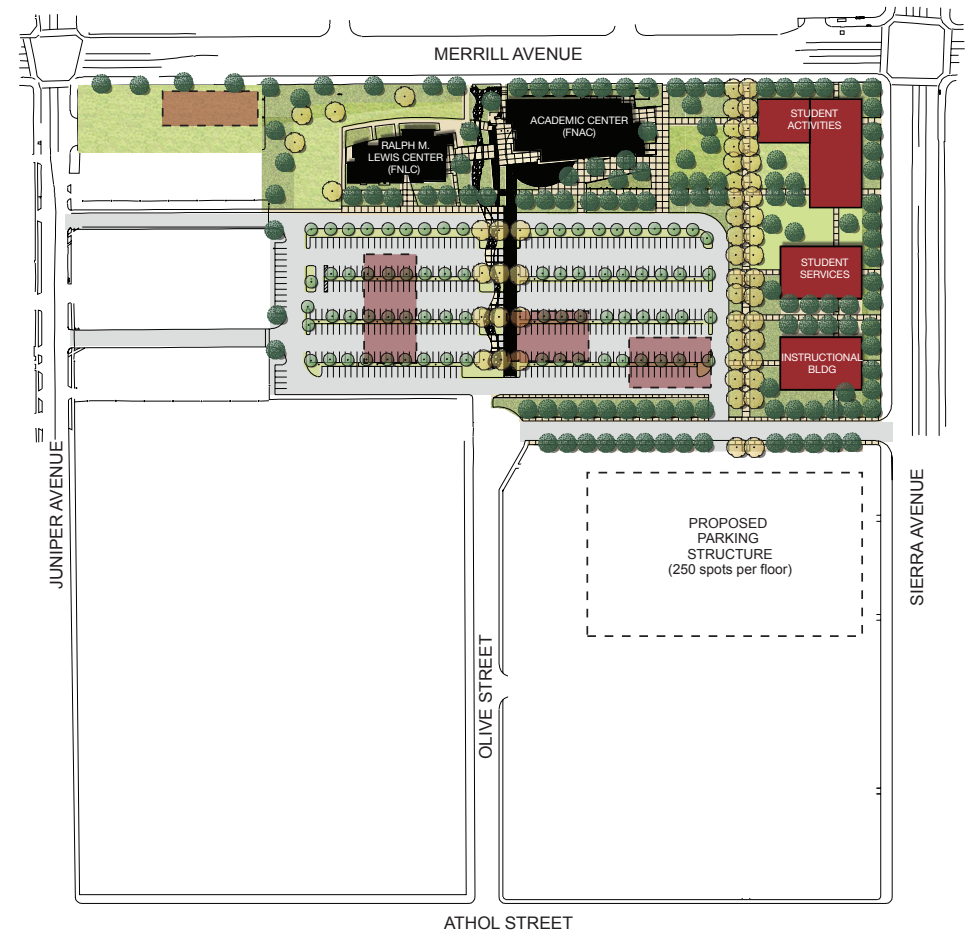 MERRILL AVENUE
ACADEMIC CENTER
(FNAC)
STUDENT
ACTIVITIES
RALPH M.
LEWIS CENTER
(FNLC)
STUDENT
SERVICES
INSTRUCTIONAL
BLDG
JUNIPER AVENUE
SIERRA AVENUE
PROPOSED
PARKING
STRUCTURE
(250 spots per floor)
OLIVE STREET
ATHOL STREET